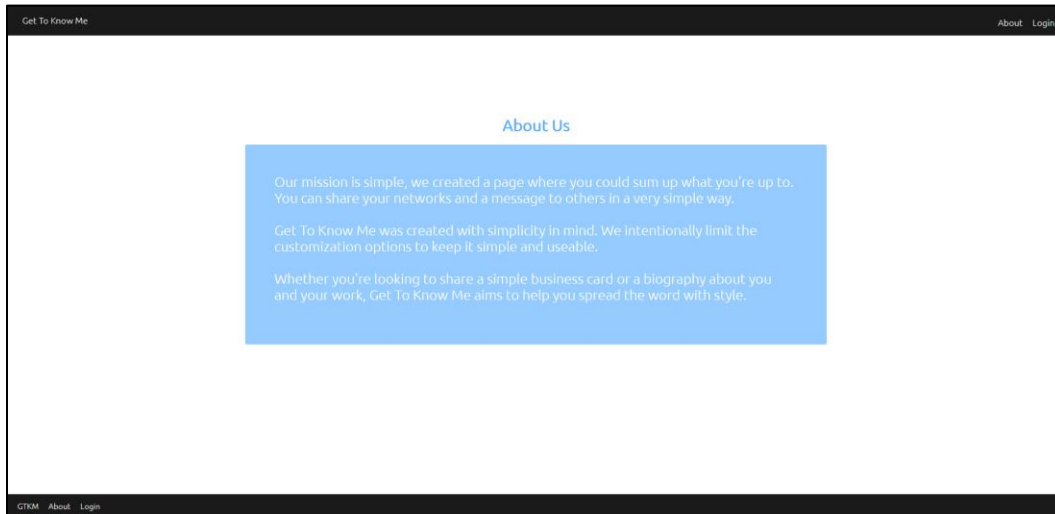 Get To Know Me
About Login
About Us
Our mission is simple, we created a page where you could sum up what you're up to.
You can share your networks and a message to others in a very simple way.
Get To Know Me was created with simplicity in mind. We intentionally limit the
customization options to keep it simple and useable.
Whether you're looking to share a simple business card or a biography about you
and your work, Get To Know Me aims to help you spread the word with style.
GTKM About Login